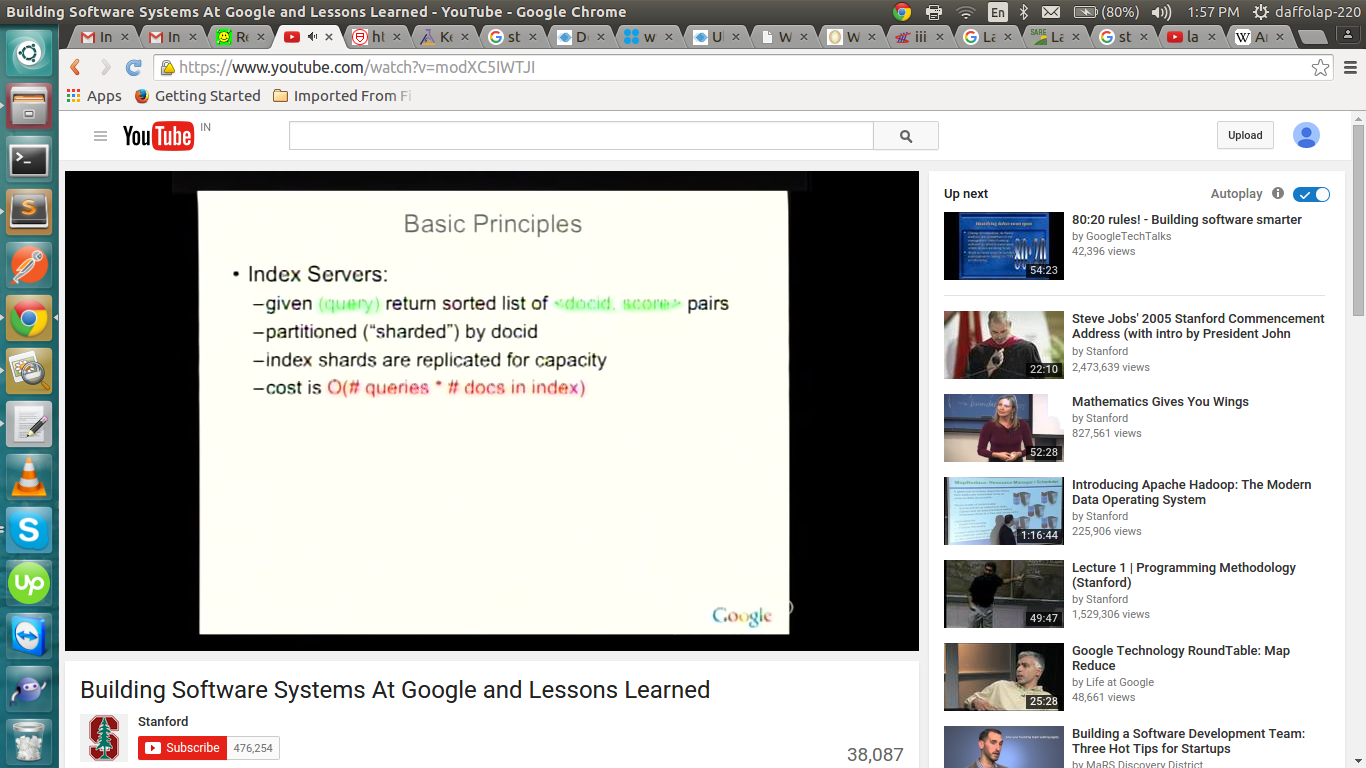 Building Software Systems At Google and Lessons Learned - YouTube - Google Chrome
En
(80%)
1:57 PM
daffolap-220
In
In
Re
ht
Ke
st
De
w
UI
W
W
iii
La
La
st
la
Ar
https://www.youtube.com/watch?v=modXC5IWTJI
Apps
Getting Started
Imported From Fi
YouTube IN
Upload
Basic Principles
• Index Servers:
–given (query) return sorted list of <docid, score> pairs
–partitioned ("sharded") by docid
–index shards are replicated for capacity
–cost is O(# queries * # docs in index)
Google
Building Software Systems At Google and Lessons Learned
Stanford
Subscribe 476,254
38,087
Up next
Autoplay
80:20 rules! - Building software smarter
by GoogleTechTalks
42,396 views
54:23
Steve Jobs' 2005 Stanford Commencement
Address (with intro by President John
by Stanford
2,473,639 views
22:10
Mathematics Gives You Wings
by Stanford
827,561 views
52:28
Introducing Apache Hadoop: The Modern
Data Operating System
by Stanford
225,906 views
1:16:44
Lecture 1 | Programming Methodology
(Stanford)
by Stanford
1,529,306 views
49:47
Google Technology RoundTable: Map
Reduce
by Life at Google
48,661 views
25:28
Building a Software Development Team:
Three Hot Tips for Startups
by MaRS Discovery District